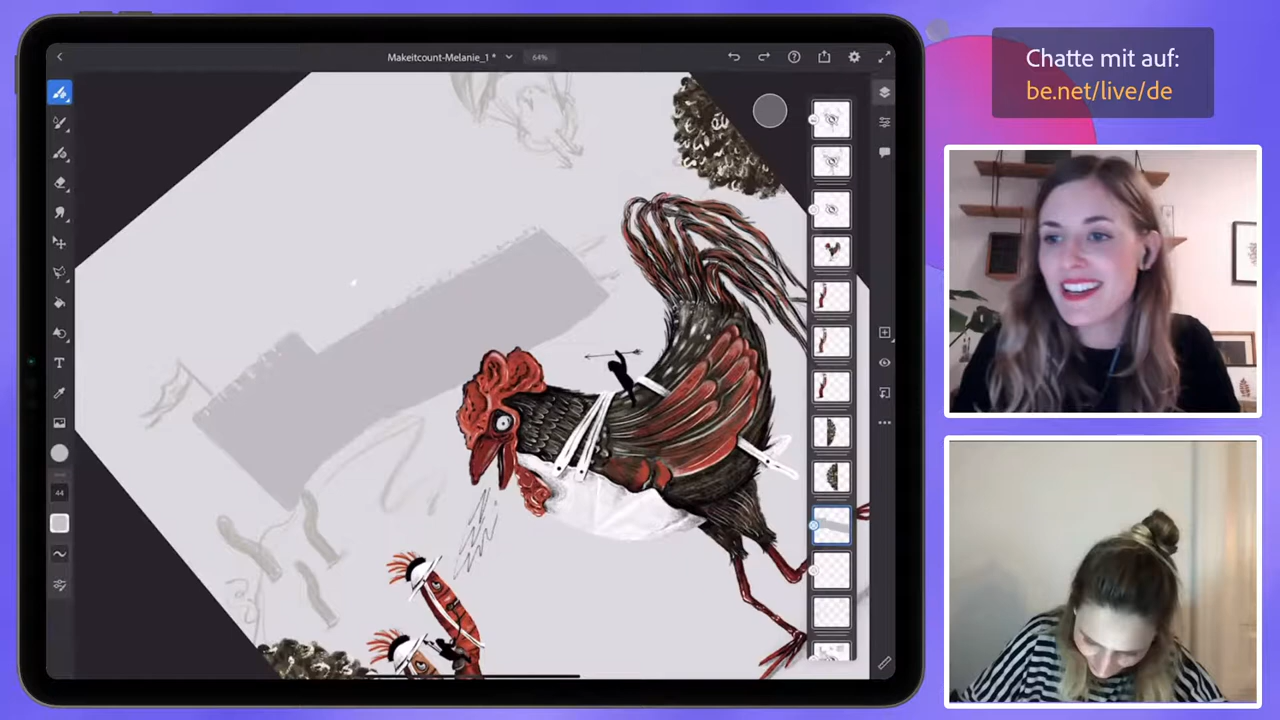 Makeitcount-Melanie_1 *
64%
T
44
Chatte mit auf:
be.net/live/de